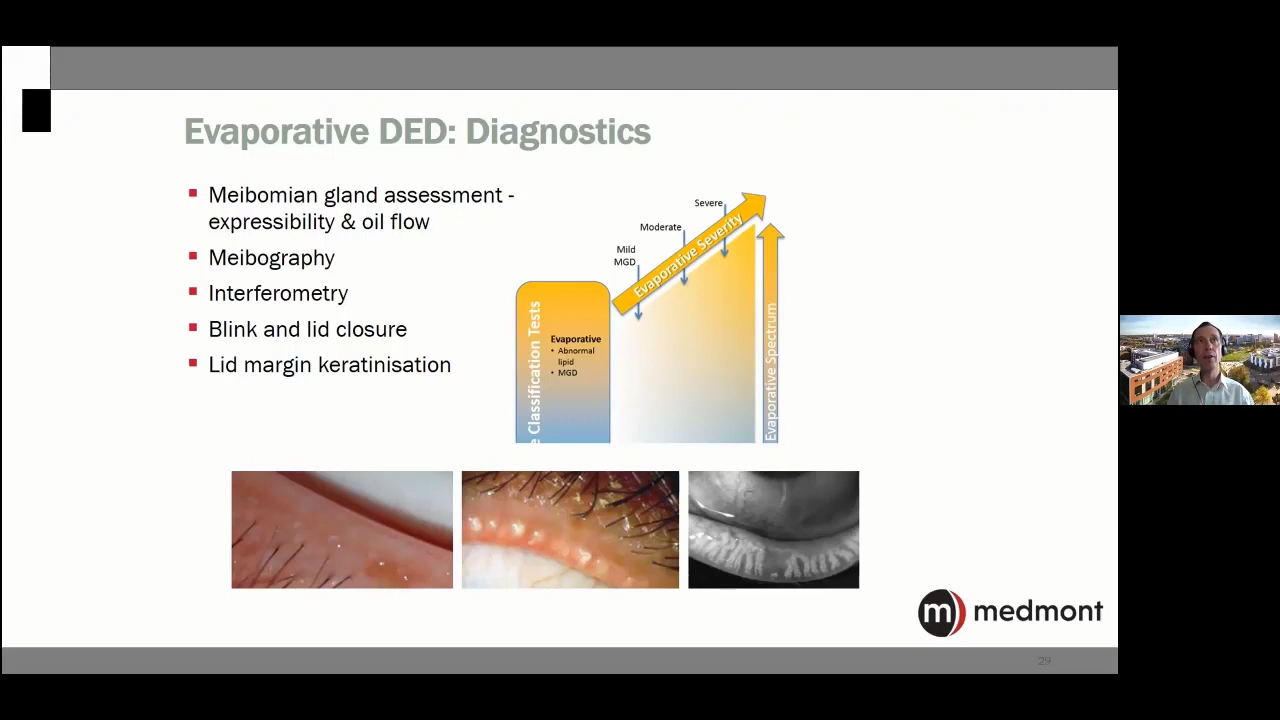 Evaporative DED: Diagnostics
Meibomian gland assessment -
expressibility & oil flow
Meibography
Interferometry
Blink and lid closure
Lid margin keratinisation
Severe
Moderate
Mild
MGD
Evaporative Severity
e Classification Tests
Evaporative
• Abnormal
lipid
• MGD
Evaporative Spectrum
m medmont
29